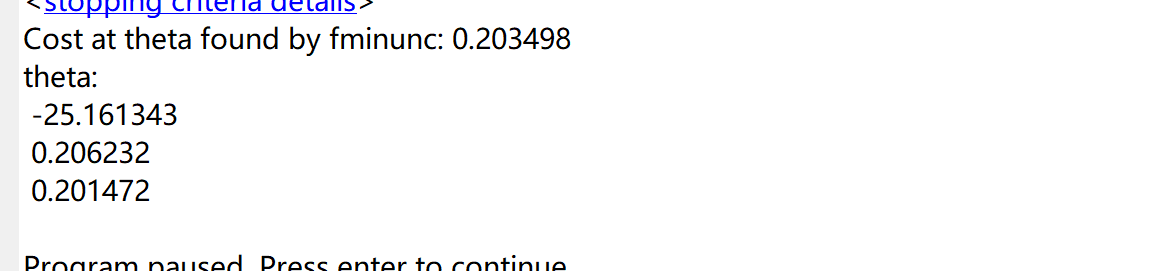 <stopping criteria details>
Cost at theta found by fminunc: 0.203498
theta:
-25.161343
0.206232
0.201472
Program paused. Press enter to continue